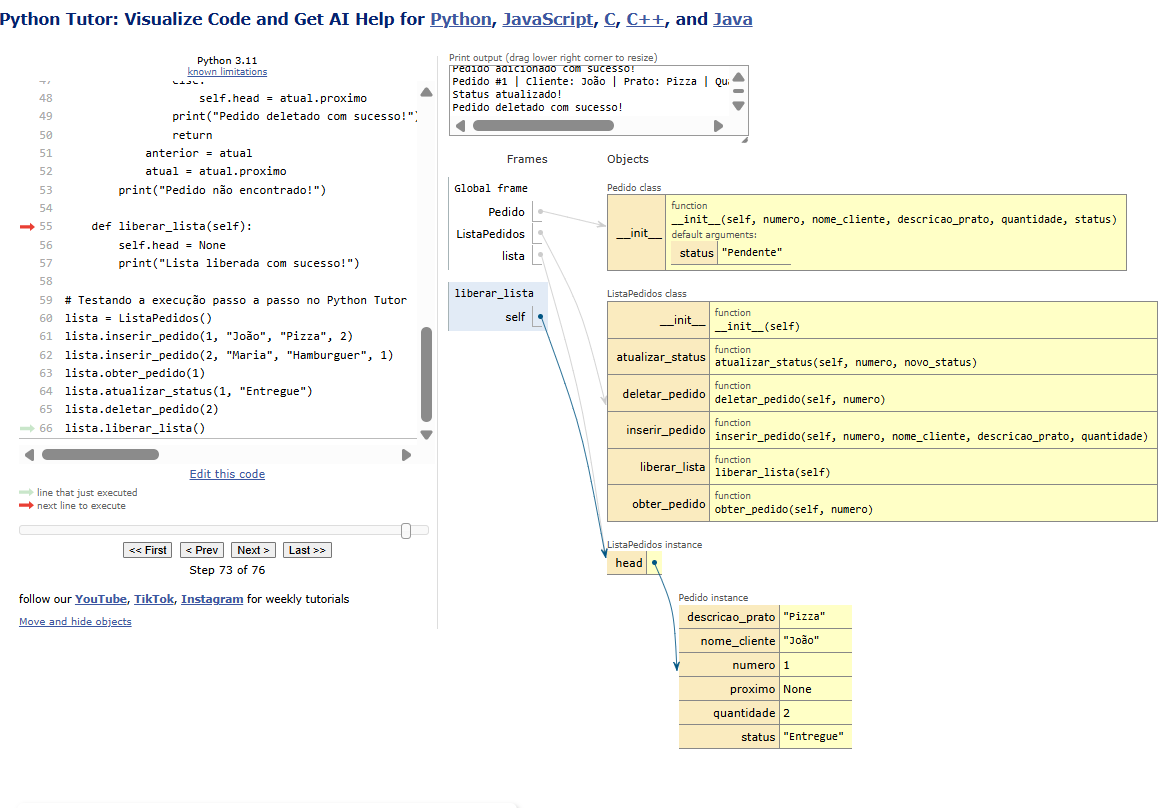 Python Tutor: Visualize Code and Get AI Help for Python, JavaScript, C, C++, and Java
Python 3.11
known limitations
47 else:
48 self.head = atual.proximo
49 print("Pedido deletado com sucesso!")
50 return
51 anterior = atual
52 atual = atual.proximo
53 print("Pedido não encontrado!")
54
55 def liberar_lista(self):
56 self.head = None
57 print("Lista liberada com sucesso!")
58
59 # Testando a execução passo a passo no Python Tutor
60 lista = ListaPedidos()
61 lista.inserir_pedido(1, "João", "Pizza", 2)
62 lista.inserir_pedido(2, "Maria", "Hamburguer", 1)
63 lista.obter_pedido(1)
64 lista.atualizar_status(1, "Entregue")
65 lista.deletar_pedido(2)
66 lista.liberar_lista()
Edit this code
line that just executed
next line to execute
<< First < Prev Next > Last >>
Step 73 of 76
follow our YouTube, TikTok, Instagram for weekly tutorials
Move and hide objects
Print output (drag lower right corner to resize)
Pedido adicionado com sucesso!
Pedido #1 | Cliente: João | Prato: Pizza | Qu
Status atualizado!
Pedido deletado com sucesso!
Frames Objects
Global frame
Pedido
ListaPedidos
lista
liberar_lista
self
Pedido class
__init__
function
__init__(self, numero, nome_cliente, descricao_prato, quantidade, status)
default arguments:
status "Pendente"
ListaPedidos class
__init__
function
__init__(self)
atualizar_status
function
atualizar_status(self, numero, novo_status)
deletar_pedido
function
deletar_pedido(self, numero)
inserir_pedido
function
inserir_pedido(self, numero, nome_cliente, descricao_prato, quantidade)
liberar_lista
function
liberar_lista(self)
obter_pedido
function
obter_pedido(self, numero)
ListaPedidos instance
head
Pedido instance
descricao_prato "Pizza"
nome_cliente "João"
numero 1
proximo None
quantidade 2
status "Entregue"